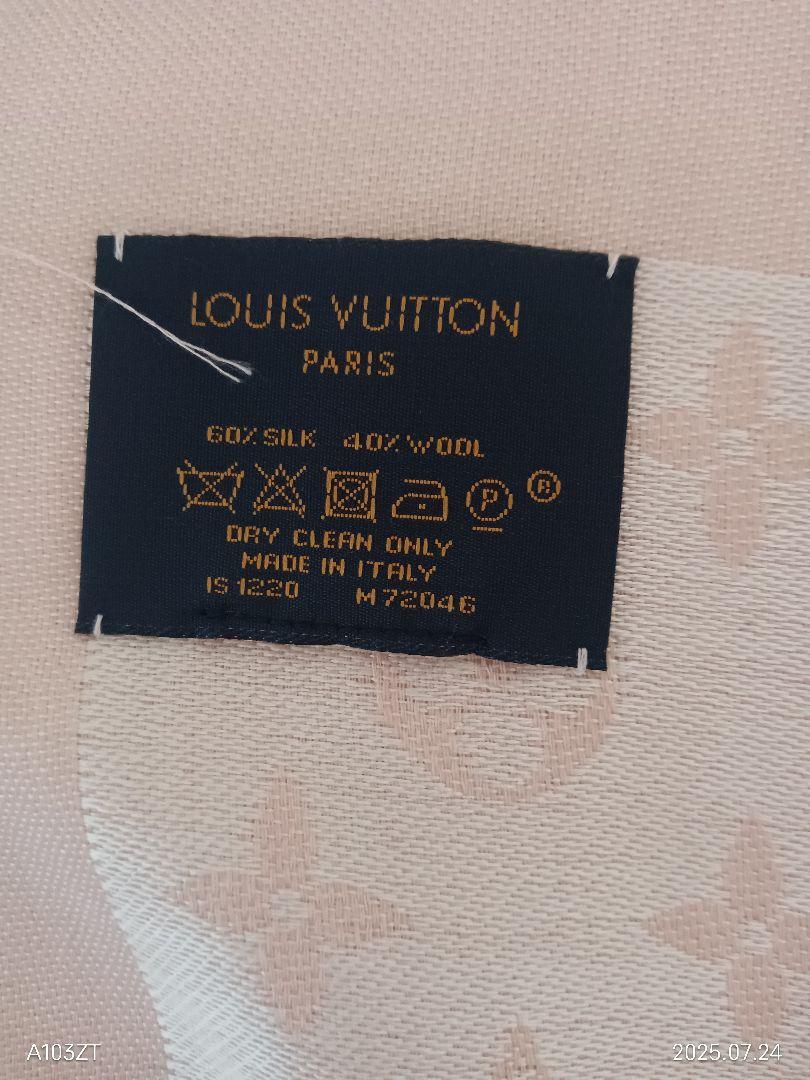 LOUIS VUITTON
PARIS
60% SILK 40% WOOL
P ®
DRY CLEAN ONLY
MADE IN ITALY
IS1220 M72046
A103ZT 2025.07.24